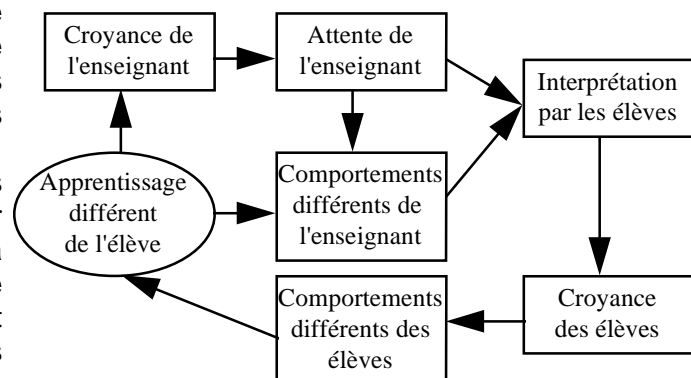 Croyance de
l'enseignant
Attente de
l'enseignant
Interprétation
par les élèves
Apprentissage
différent
de l'élève
Comportements
différents de
l'enseignant
Comportements
différents des
élèves
Croyance
des élèves